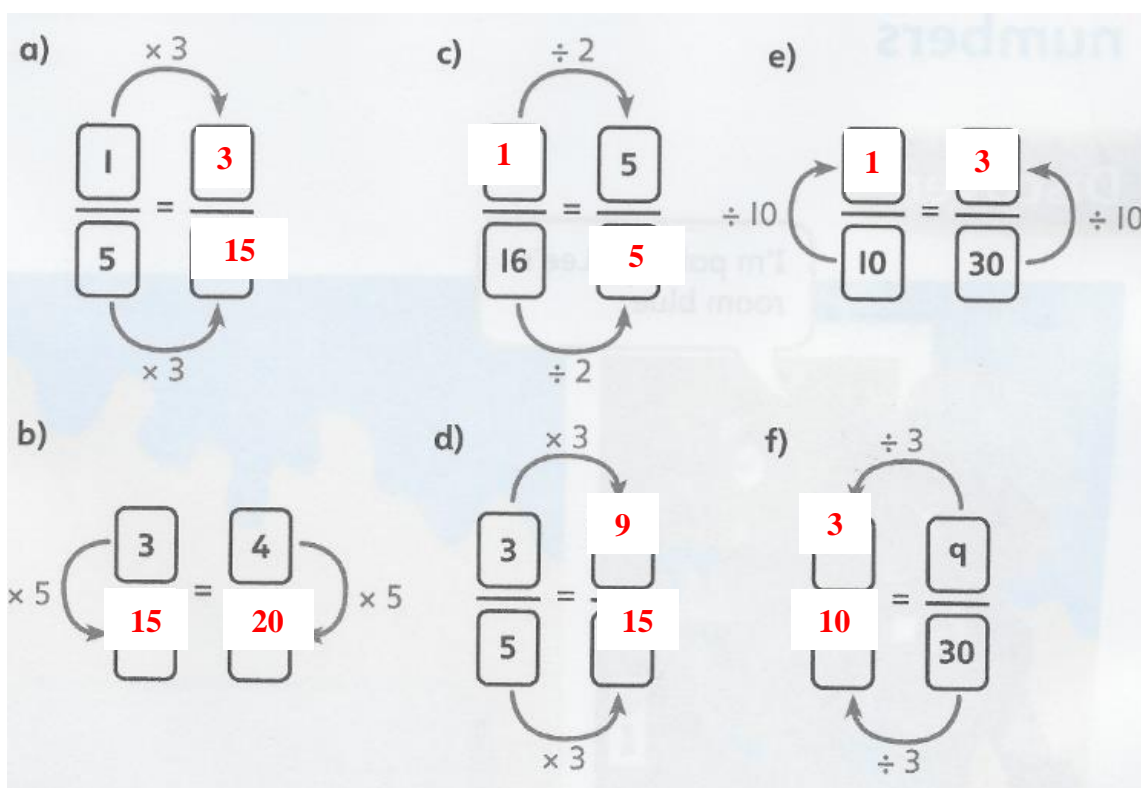 a)
× 3
1 = 3
5 15
× 3
c)
÷ 2
1 = 5
16 5
÷ 2
e)
1 = 3
÷ 10 ÷ 10
10 30
b)
3 = 4
× 5 × 5
15 20
d)
× 3
3 = 9
5 15
× 3
f)
÷ 3
3 = 9
10 30
÷ 3